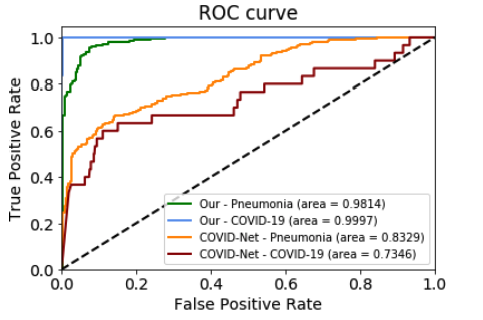 ROC curve
True Positive Rate
1.0
0.8
0.6
0.4
0.2
0.0
Our - Pneumonia (area = 0.9814)
Our - COVID-19 (area = 0.9997)
COVID-Net - Pneumonia (area = 0.8329)
COVID-Net - COVID-19 (area = 0.7346)
0.0 0.2 0.4 0.6 0.8 1.0
False Positive Rate